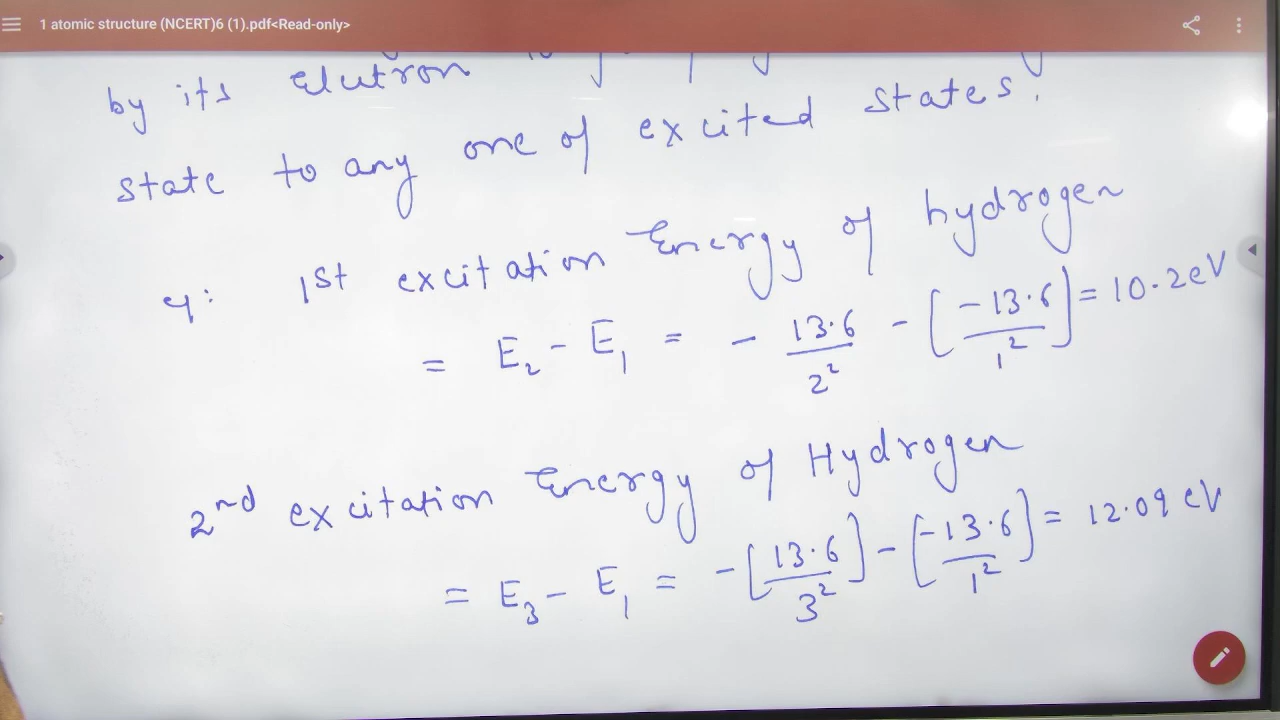 1 atomic structure (NCERT)6 (1).pdf<Read-only>
by its electron
state to any one of excited states.
1st excitation Energy of hydrogen
= E₂ - E₁ = - 13.6/2² - [-13.6/1²] = 10.2eV
2nd excitation Energy of Hydrogen
= E₃ - E₁ = -[13.6/3²] - [-13.6/1²] = 12.09 eV